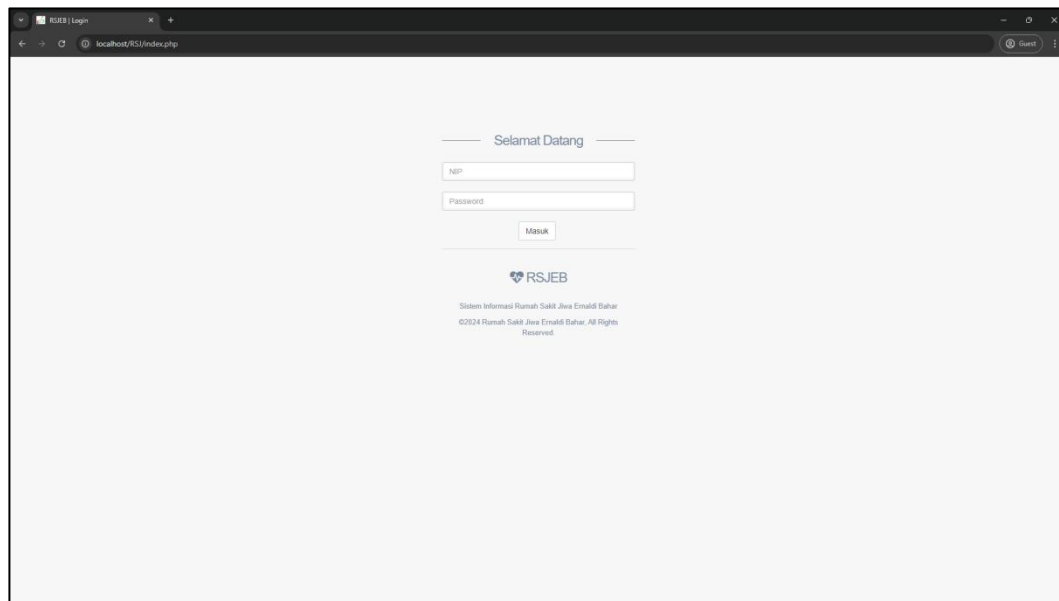 RSJEB | Login
localhost/RSJ/index.php
Guest
Selamat Datang
NIP
Password
Masuk
RSJEB
Sistem Informasi Rumah Sakit Jiwa Ernaldi Bahar
©2024 Rumah Sakit Jiwa Ernaldi Bahar, All Rights
Reserved.